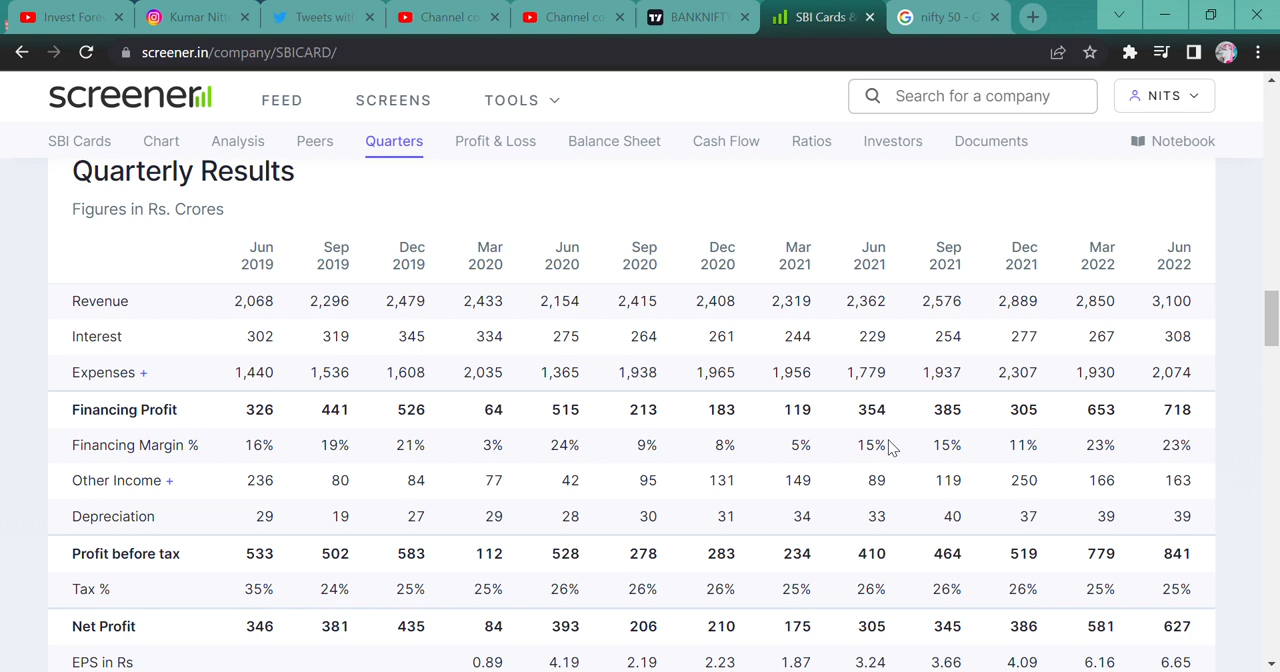 Invest Fore
Kumar Nitt
Tweets with
Channel co
Channel co
BANKNIFTY
SBI Cards &
nifty 50 - G
screener.in/company/SBICARD/
screener
FEED
SCREENS
TOOLS
Search for a company
NITS
SBI Cards
Chart
Analysis
Peers
Quarters
Profit & Loss
Balance Sheet
Cash Flow
Ratios
Investors
Documents
Notebook
Quarterly Results
Figures in Rs. Crores
Jun 2019 Sep 2019 Dec 2019 Mar 2020 Jun 2020 Sep 2020 Dec 2020 Mar 2021 Jun 2021 Sep 2021 Dec 2021 Mar 2022 Jun 2022
Revenue 2,068 2,296 2,479 2,433 2,154 2,415 2,408 2,319 2,362 2,576 2,889 2,850 3,100
Interest 302 319 345 334 275 264 261 244 229 254 277 267 308
Expenses + 1,440 1,536 1,608 2,035 1,365 1,938 1,965 1,956 1,779 1,937 2,307 1,930 2,074
Financing Profit 326 441 526 64 515 213 183 119 354 385 305 653 718
Financing Margin % 16% 19% 21% 3% 24% 9% 8% 5% 15% 15% 11% 23% 23%
Other Income + 236 80 84 77 42 95 131 149 89 119 250 166 163
Depreciation 29 19 27 29 28 30 31 34 33 40 37 39 39
Profit before tax 533 502 583 112 528 278 283 234 410 464 519 779 841
Tax % 35% 24% 25% 25% 26% 26% 26% 25% 26% 26% 26% 25% 25%
Net Profit 346 381 435 84 393 206 210 175 305 345 386 581 627
EPS in Rs 0.89 4.19 2.19 2.23 1.87 3.24 3.66 4.09 6.16 6.65